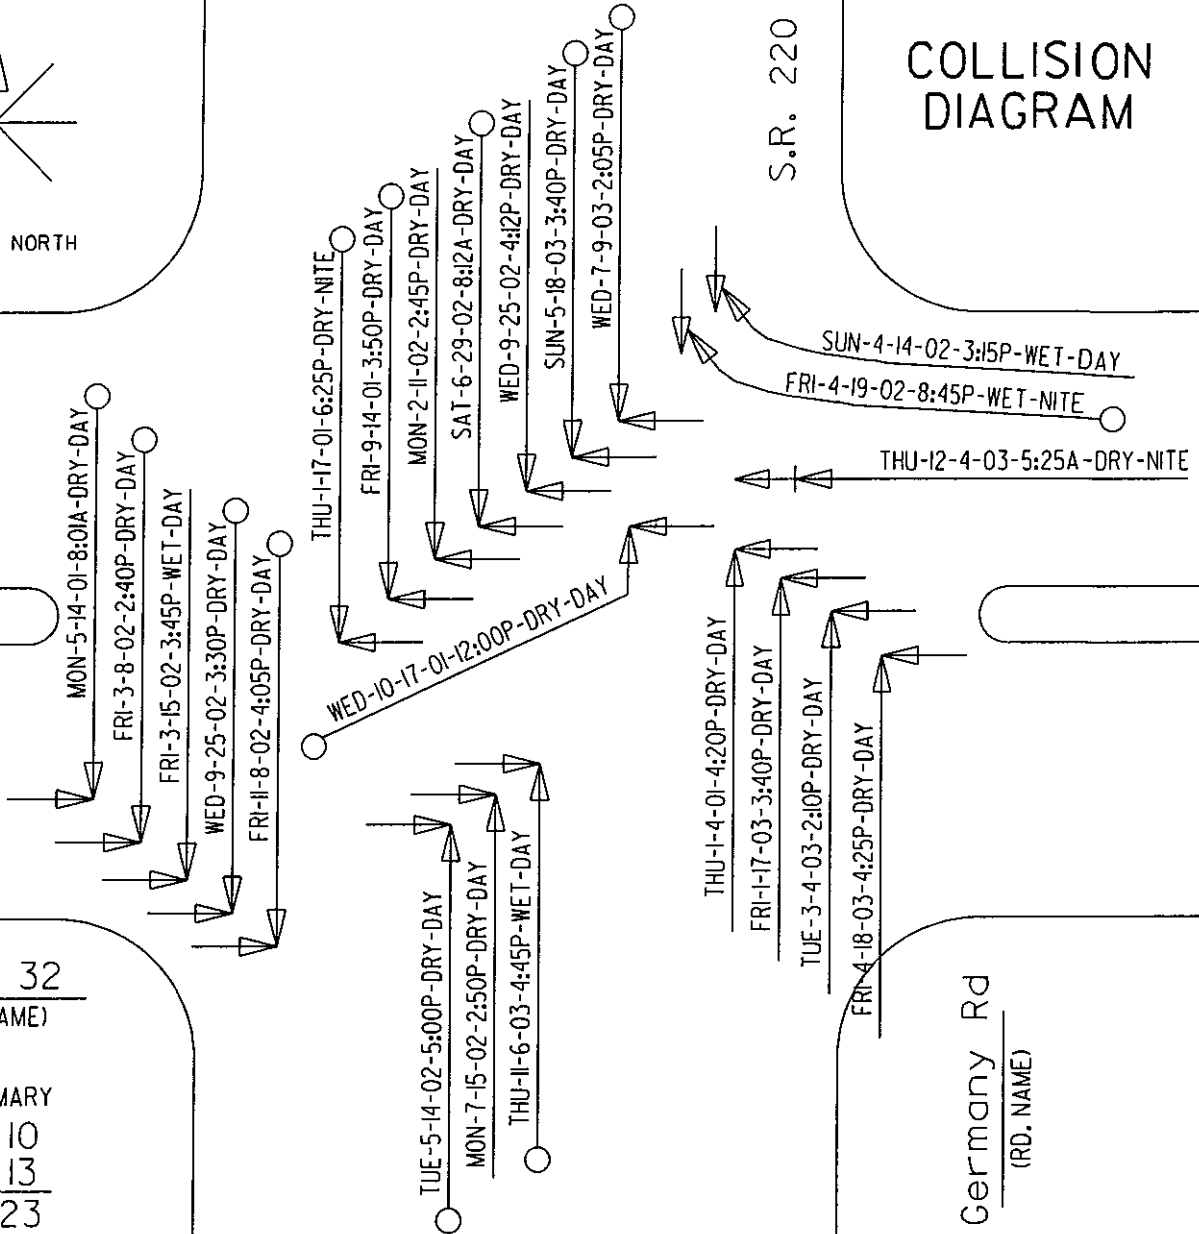 COLLISION
DIAGRAM
S.R. 220
NORTH
THU-1-17-01-6:25P-DRY-NITE
FRI-9-14-01-3:50P-DRY-DAY
MON-2-11-02-2:45P-DRY-DAY
SAT-6-29-02-8:12A-DRY-DAY
WED-9-25-02-4:12P-DRY-DAY
SUN-5-18-03-3:40P-DRY-DAY
WED-7-9-03-2:05P-DRY-DAY
SUN-4-14-02-3:15P-WET-DAY
FRI-4-19-02-8:45P-WET-NITE
THU-12-4-03-5:25A-DRY-NITE
MON-5-14-01-8:01A-DRY-DAY
FRI-3-8-02-2:40P-DRY-DAY
FRI-3-15-02-3:45P-WET-DAY
WED-9-25-02-3:30P-DRY-DAY
FRI-11-8-02-4:05P-DRY-DAY
WED-10-17-01-12:00P-DRY-DAY
THU-1-4-01-4:20P-DRY-DAY
FRI-1-17-03-3:40P-DRY-DAY
TUE-3-4-03-2:10P-DRY-DAY
FRI-4-18-03-4:25P-DRY-DAY
TUE-5-14-02-5:00P-DRY-DAY
MON-7-15-02-2:50P-DRY-DAY
THU-11-6-03-4:45P-WET-DAY
32
AME)
MARY
10
13
23
Germany Rd
(RD. NAME)